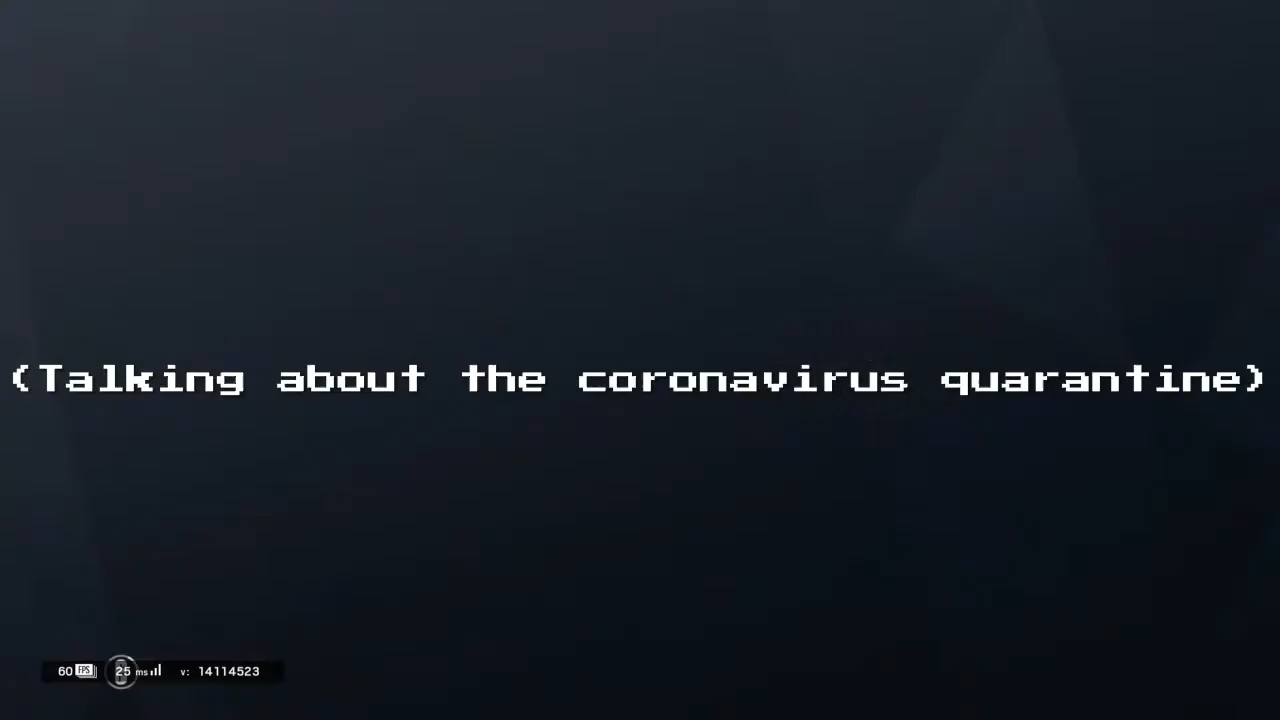 (Talking about the coronavirus quarantine)
60 FPS 25 ms v: 14114523